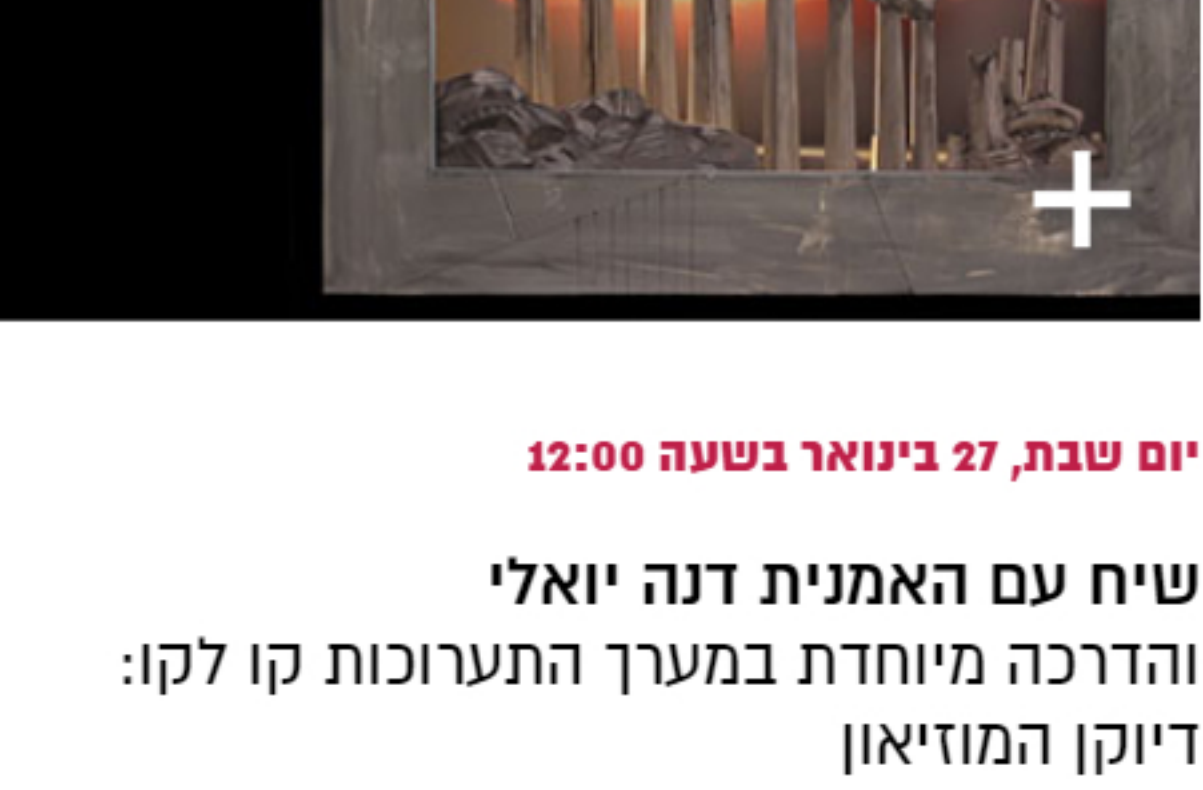 יום שבת, 27 בינואר בשעה 12:00
שיח עם האמנית דנה יואלי
והדרכה מיוחדת במערך התערוכות קו לקו:
דיוקן המוזיאון